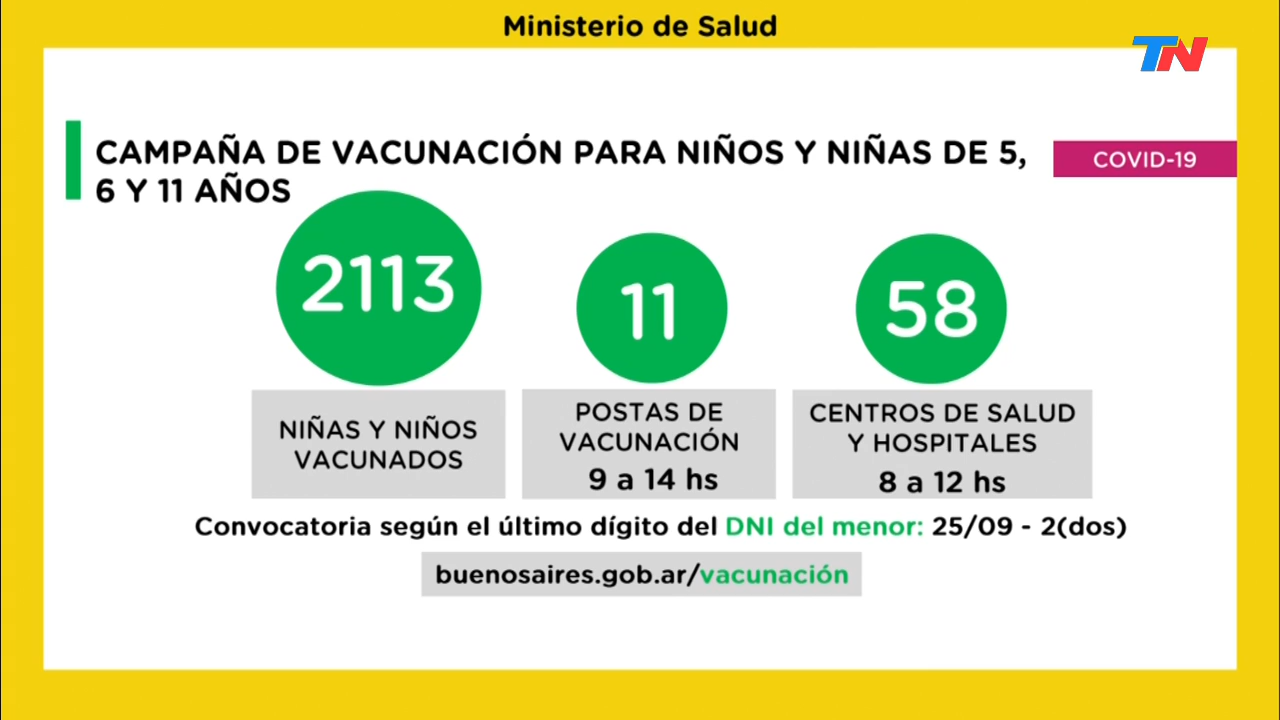 Ministerio de Salud
TN
CAMPAÑA DE VACUNACIÓN PARA NIÑOS Y NIÑAS DE 5,
6 Y 11 AÑOS
COVID-19
2113
NIÑAS Y NIÑOS
VACUNADOS
11
POSTAS DE
VACUNACIÓN
9 a 14 hs
58
CENTROS DE SALUD
Y HOSPITALES
8 a 12 hs
Convocatoria según el último dígito del DNI del menor: 25/09 - 2(dos)
buenosaires.gob.ar/vacunación